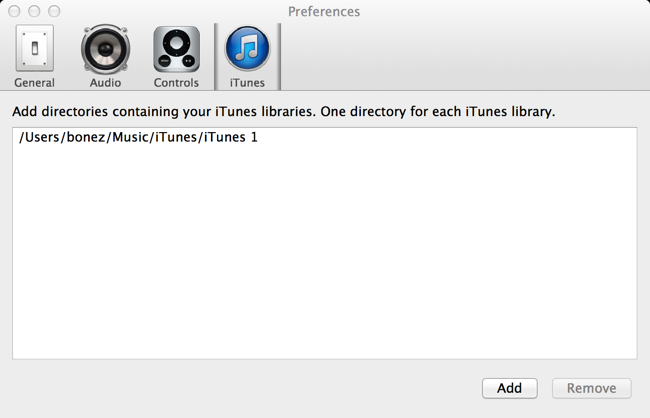 Preferences
General Audio Controls iTunes
Add directories containing your iTunes libraries. One directory for each iTunes library.
/Users/bonez/Music/iTunes/iTunes 1
Add Remove